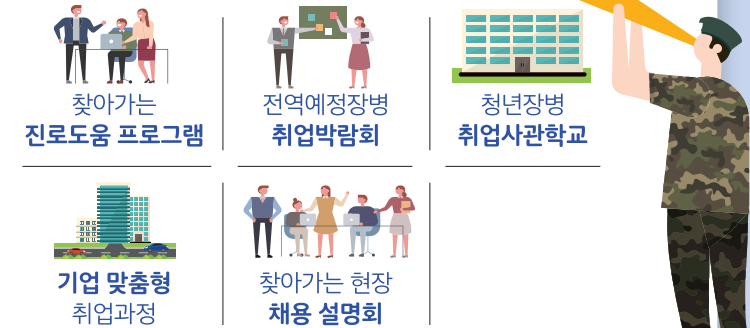 찾아가는
진로도움 프로그램
전역예정장병
취업박람회
청년장병
취업사관학교
기업 맞춤형
취업과정
찾아가는 현장
채용 설명회